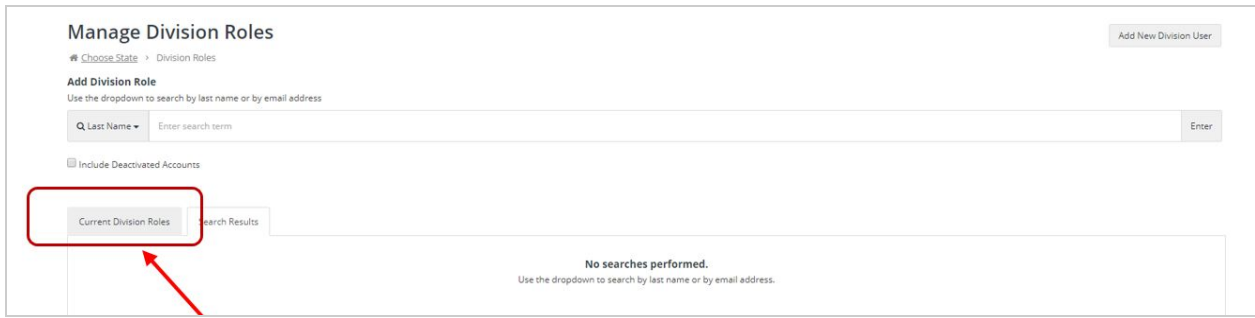 Manage Division Roles
Add New Division User
Choose State > Division Roles
Add Division Role
Use the dropdown to search by last name or by email address
Last Name
Enter search term
Enter
Include Deactivated Accounts
Current Division Roles
Search Results
No searches performed.
Use the dropdown to search by last name or by email address.